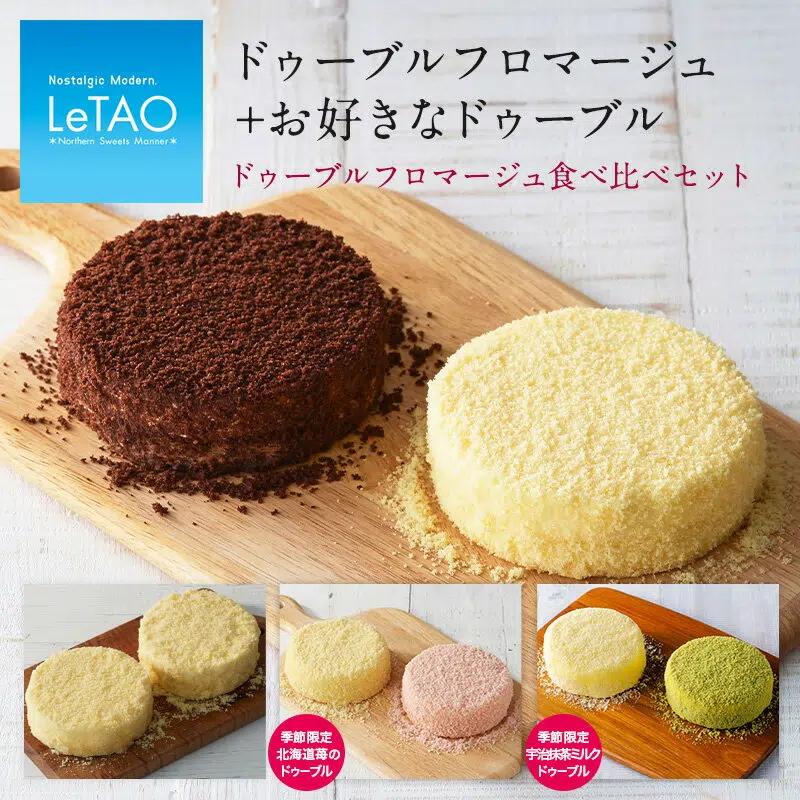 Nostalgic Modern.
LeTAO
＊Northern Sweets Manner＊
ドゥーブルフロマージュ
+お好きなドゥーブル
ドゥーブルフロマージュ食べ比べセット
季節限定
北海道苺の
ドゥーブル
季節限定
宇治抹茶ミルク
ドゥーブル